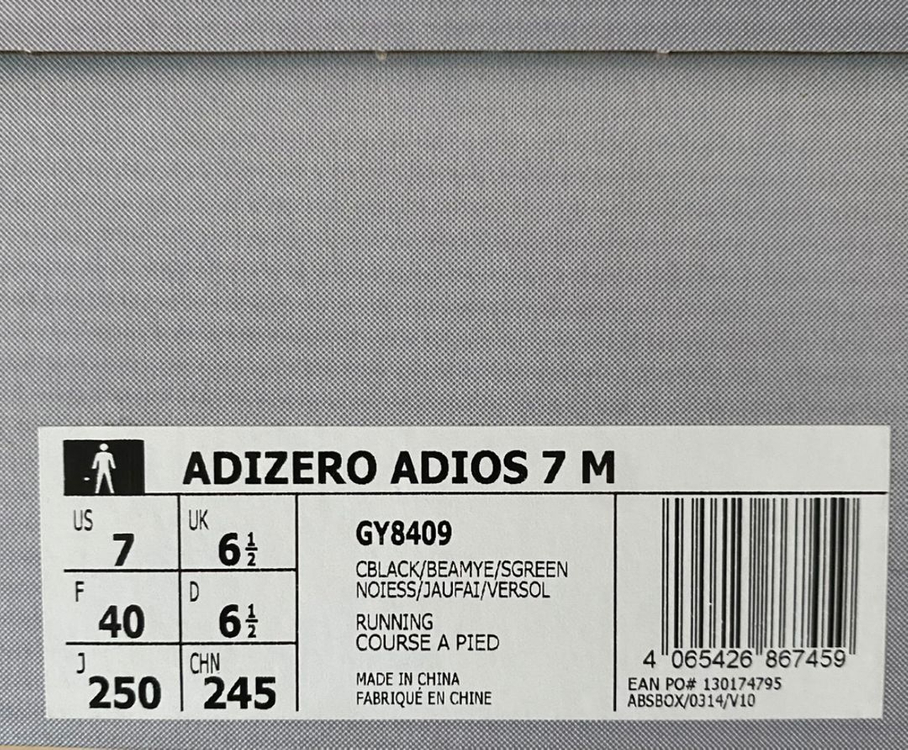 ADIZERO ADIOS 7 M
US 7
UK 6½
F 40
D 6½
J 250
CHN 245
GY8409
CBLACK/BEAMYE/SGREEN
NOIESS/JAUFAI/VERSOL
RUNNING
COURSE A PIED
MADE IN CHINA
FABRIQUÉ EN CHINE
4 065426 867459
EAN PO# 130174795
ABSBOX/0314/V10